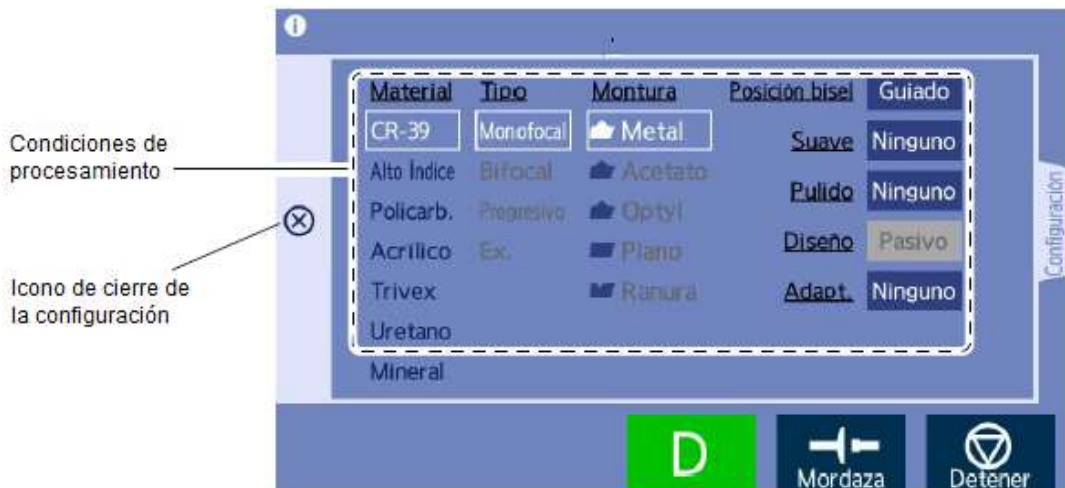 Condiciones de
procesamiento
Icono de cierre de
la configuración
i
Material Tipo Montura Posición bisel Guiado
CR-39 Monofocal Metal Suave Ninguno
Alto Índice Bifocal Acetato
Policarb. Progresivo Optyl Pulido Ninguno
Acrílico Ex. Plano Diseño Pasivo
Trivex Ranura Adapt. Ninguno
Uretano
Mineral
Configuración
D Mordaza Detener